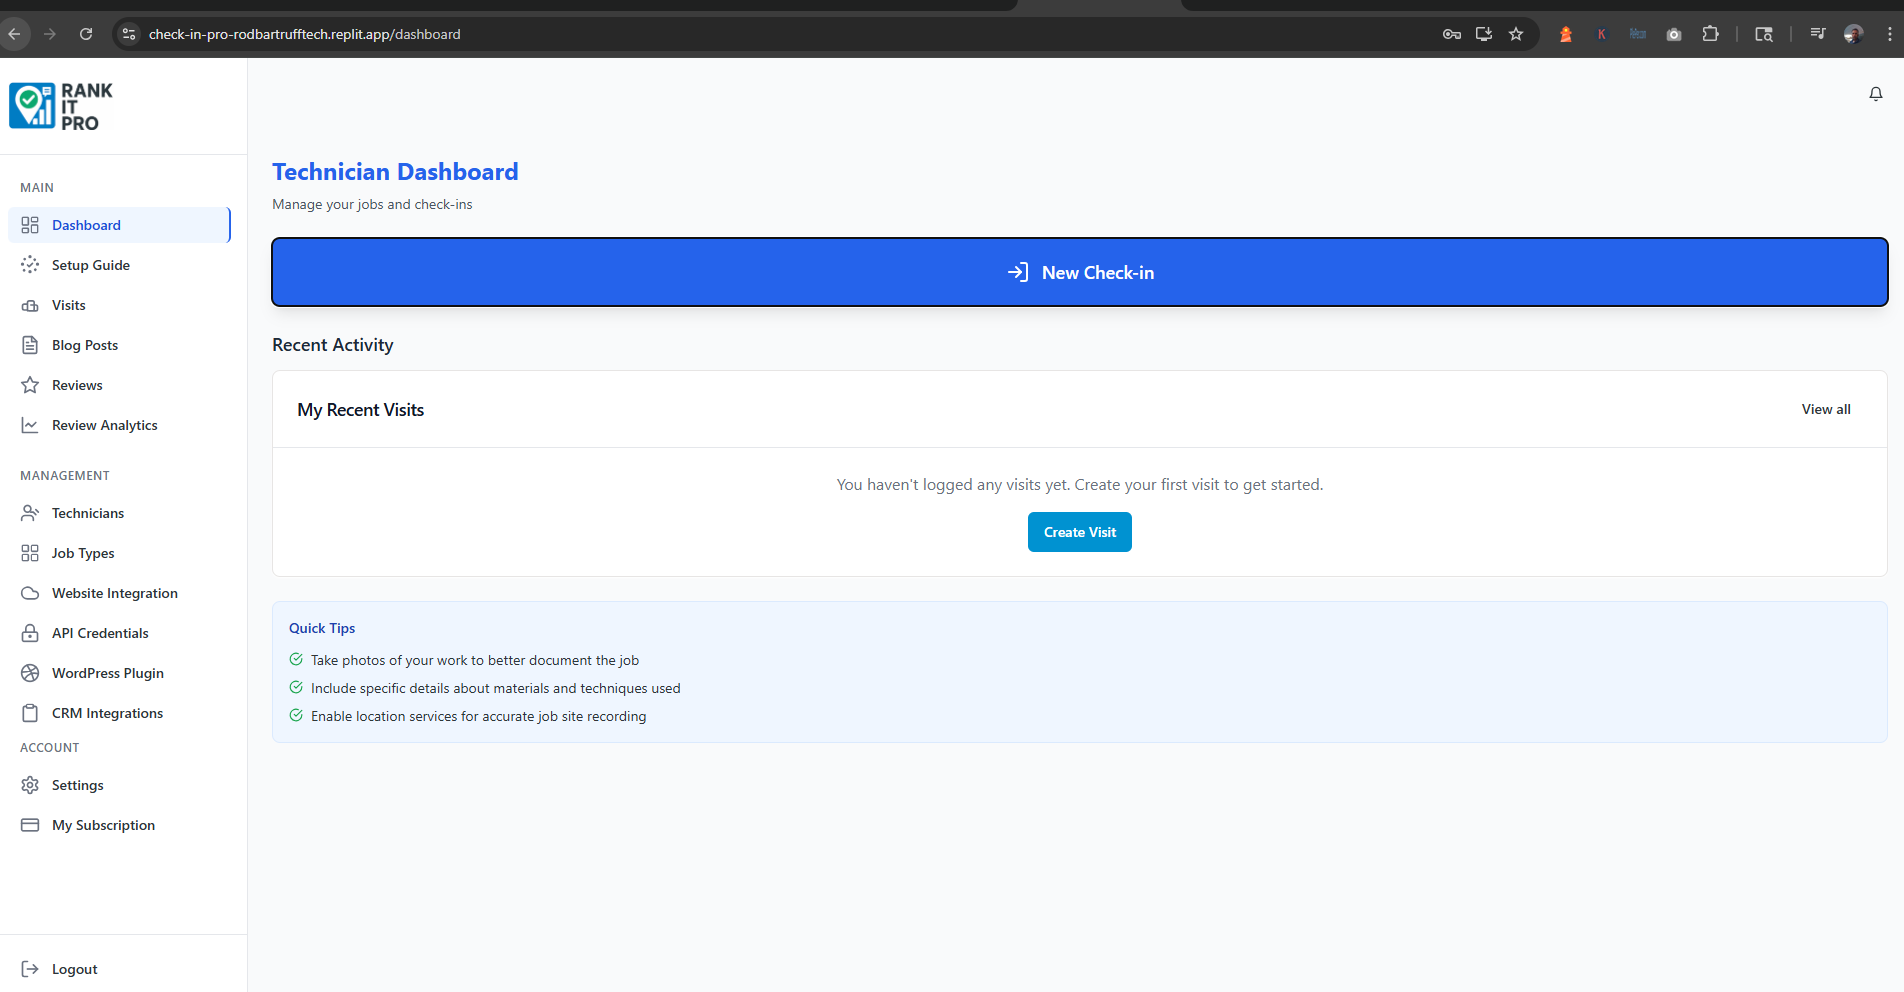 check-in-pro-rodbartrufftech.replit.app/dashboard
K
RANK
IT
PRO
MAIN
Dashboard
Setup Guide
Visits
Blog Posts
Reviews
Review Analytics
MANAGEMENT
Technicians
Job Types
Website Integration
API Credentials
WordPress Plugin
CRM Integrations
ACCOUNT
Settings
My Subscription
Logout
Technician Dashboard
Manage your jobs and check-ins
New Check-in
Recent Activity
My Recent Visits
View all
You haven't logged any visits yet. Create your first visit to get started.
Create Visit
Quick Tips
Take photos of your work to better document the job
Include specific details about materials and techniques used
Enable location services for accurate job site recording